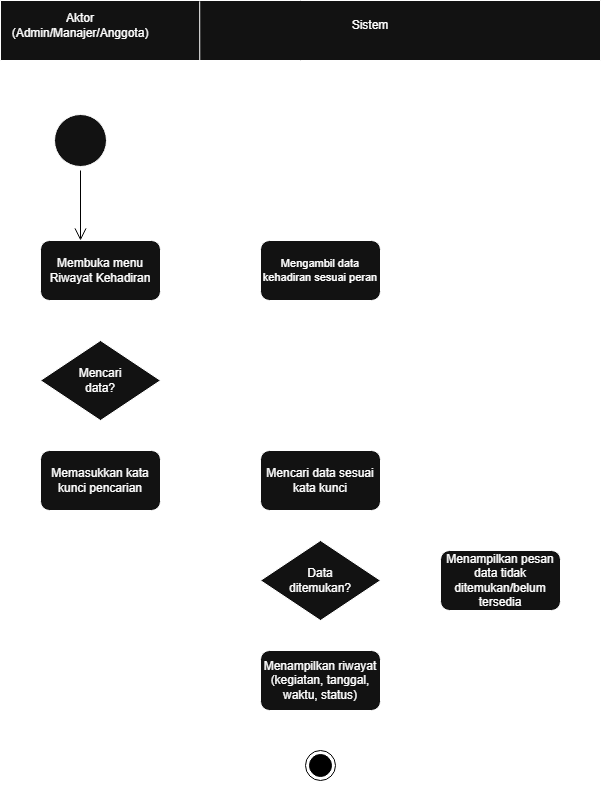 Aktor
(Admin/Manajer/Anggota)
Sistem
Membuka menu
Riwayat Kehadiran
Mengambil data
kehadiran sesuai peran
Mencari
data?
Memasukkan kata
kunci pencarian
Mencari data sesuai
kata kunci
Data
ditemukan?
Menampilkan pesan
data tidak
ditemukan/belum
tersedia
Menampilkan riwayat
(kegiatan, tanggal,
waktu, status)